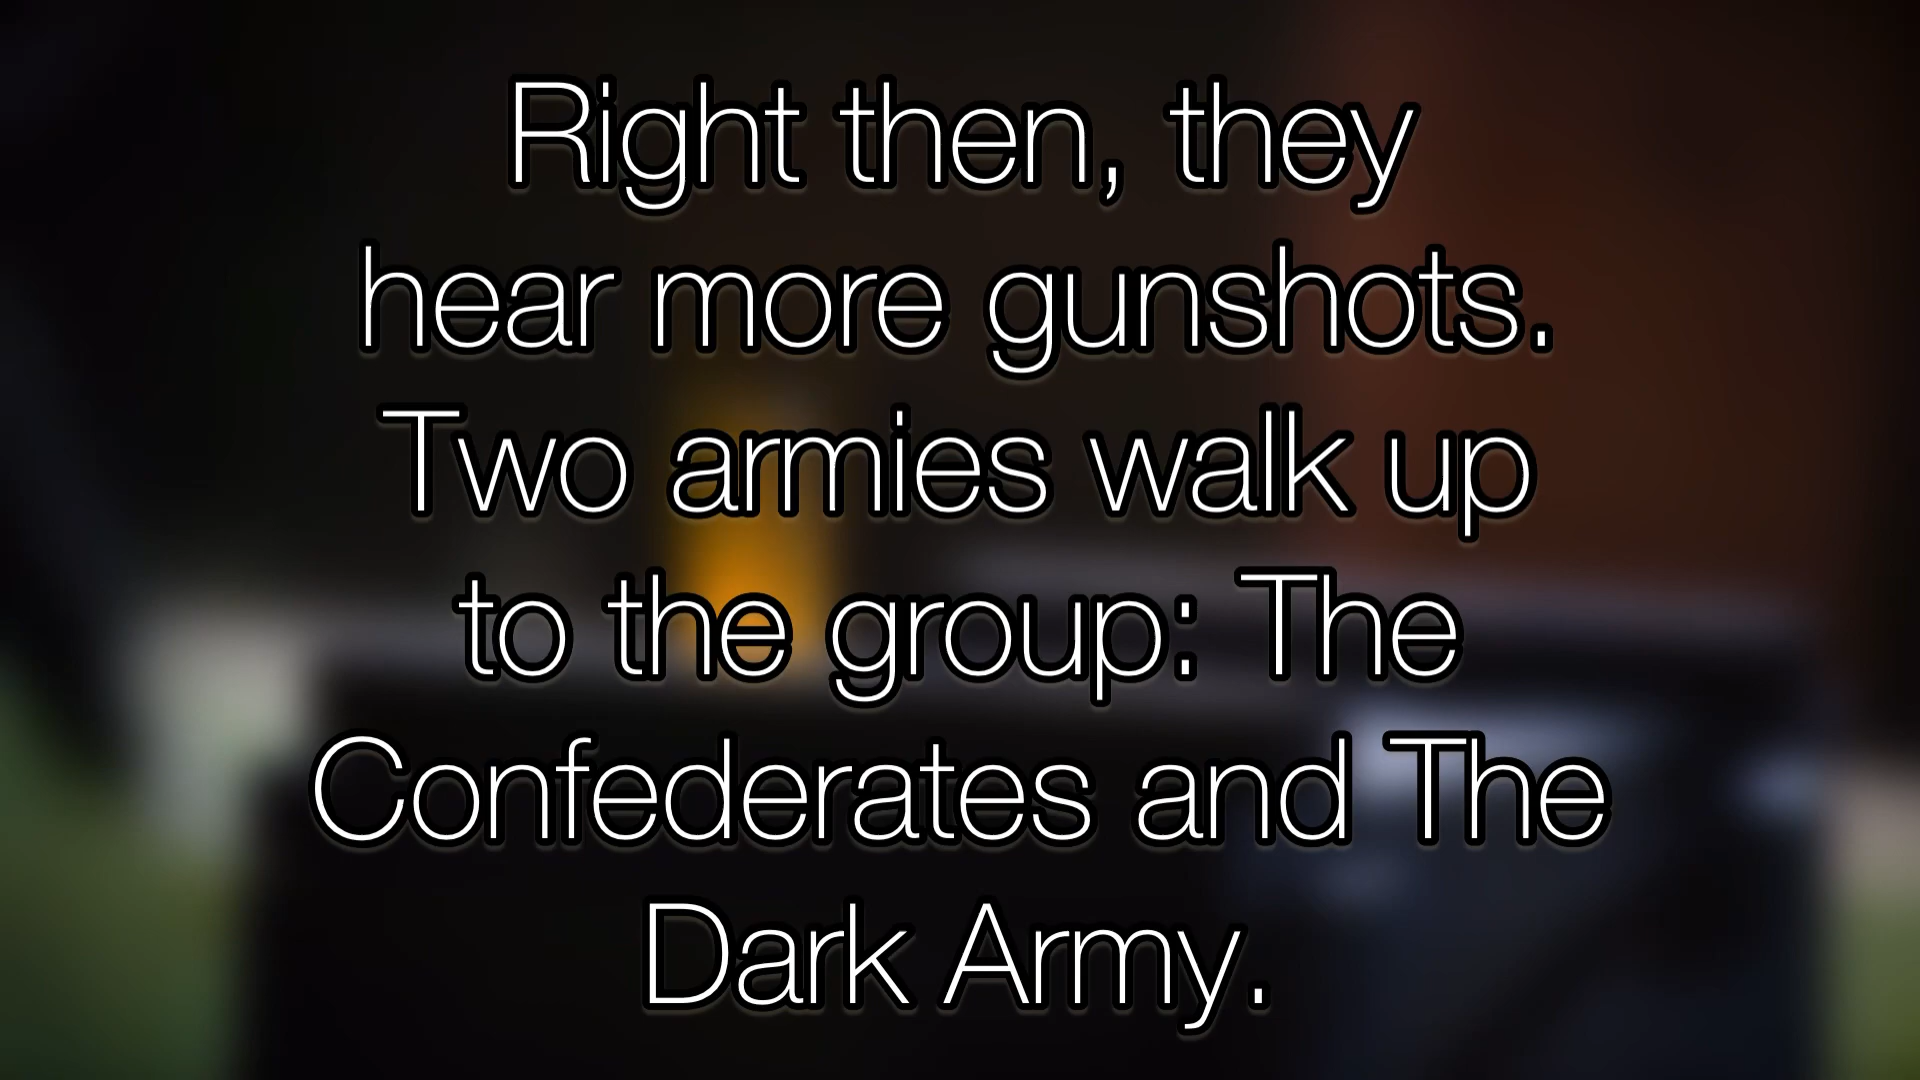 Right then, they
hear more gunshots.
Two armies walk up
to the group: The
Confederates and The
Dark Army.